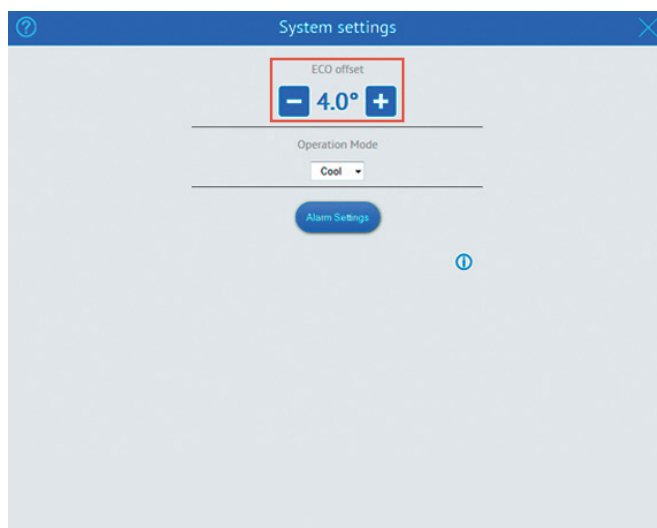 System settings
ECO offset
4.0°
Operation Mode
Cool
Alarm Settings